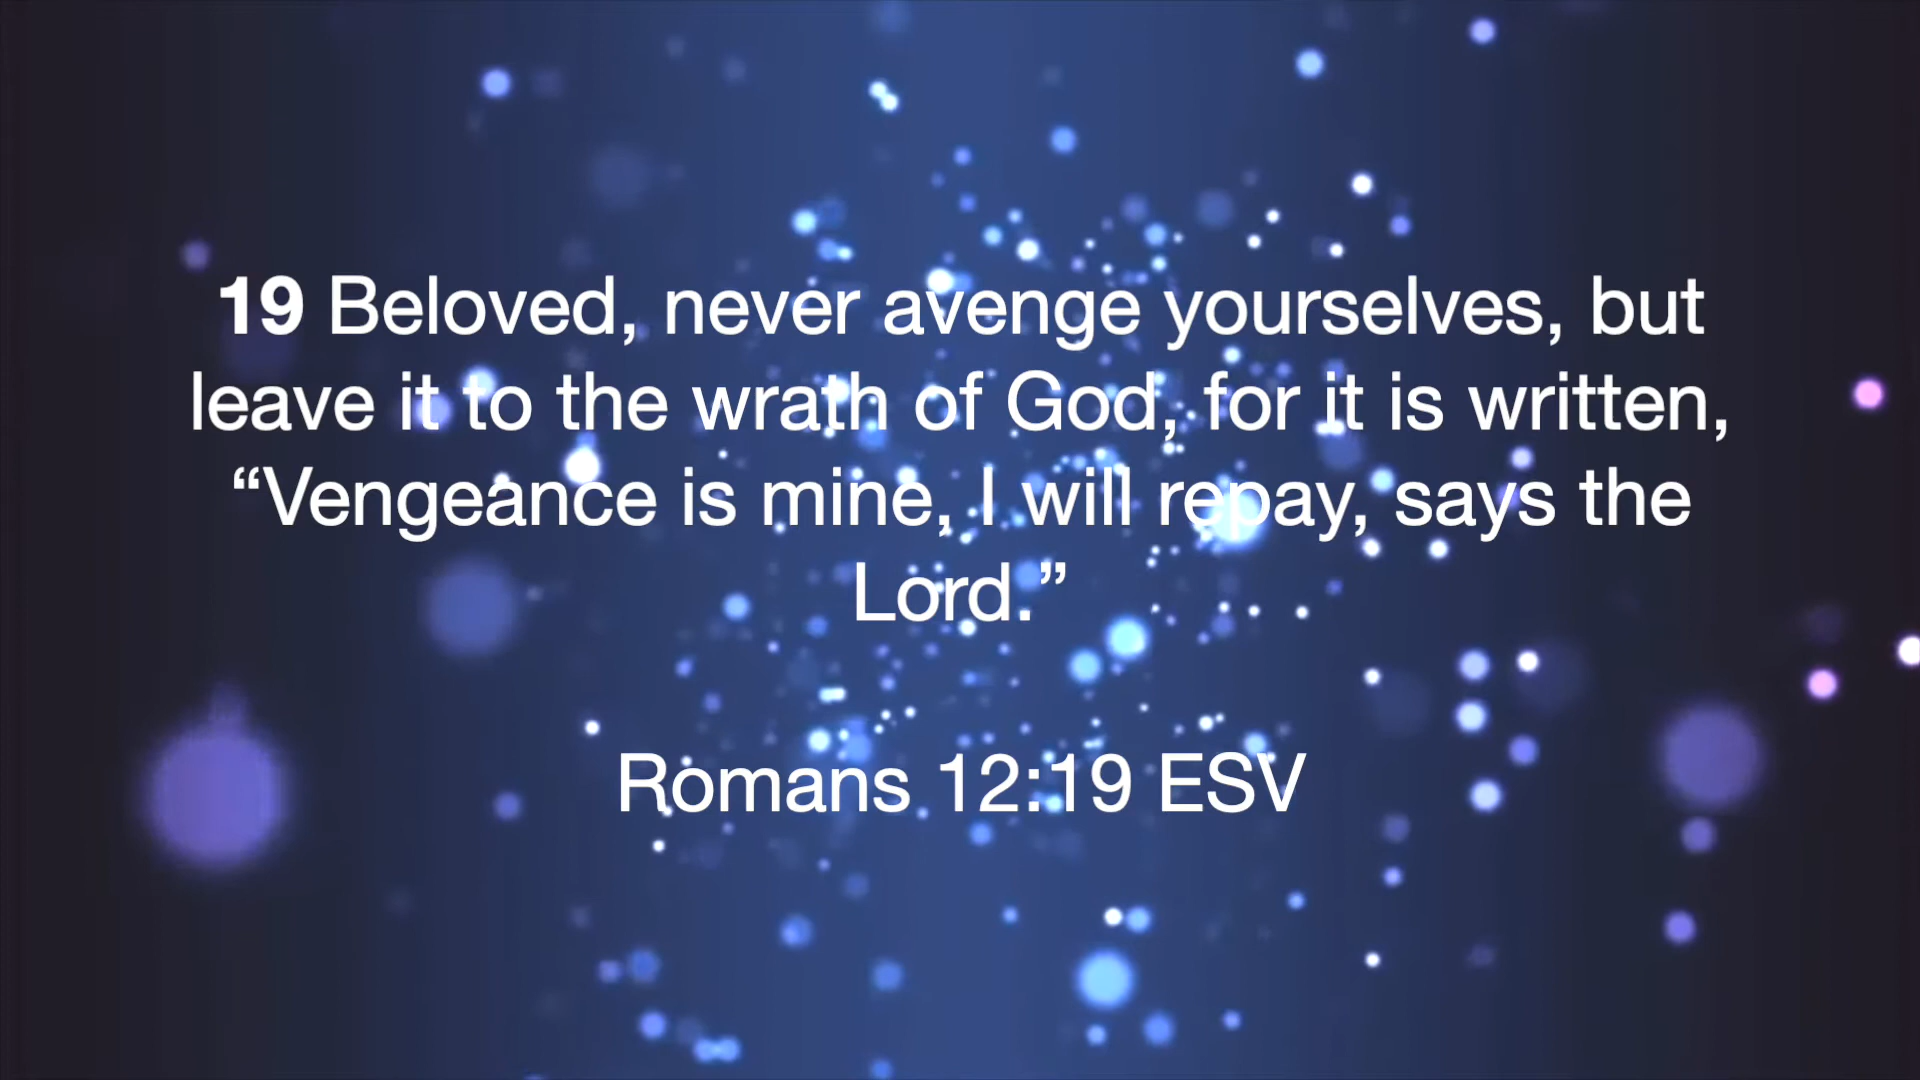 19 Beloved, never avenge yourselves, but
leave it to the wrath of God, for it is written,
“Vengeance is mine, I will repay, says the
Lord.”
Romans 12:19 ESV